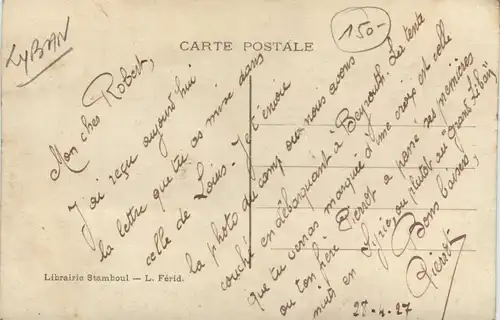 LYBAN
150-
CARTE POSTALE
Mon cher Robert,
J'ai reçu aujourd'hui
la lettre que tu as mise dans
celle de Louis - Je t'envoie
la photo du camp où nous avons
couché en débarquant à Beyrouth. La tente
que tu verras marquée d'une croix est celle
où ton frère Pierrot a passé ses premières
nuits en Syrie, ou plutôt au "Grand Liban"
Bons baisers,
Pierrot
28-4-27
Librairie Stamboul — L. Férid.